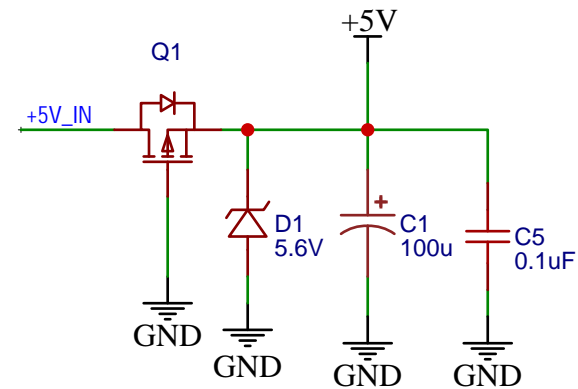 +5V
Q1
+5V_IN
D1
5.6V
+
C1
100u
C5
0.1uF
GND
GND
GND
GND